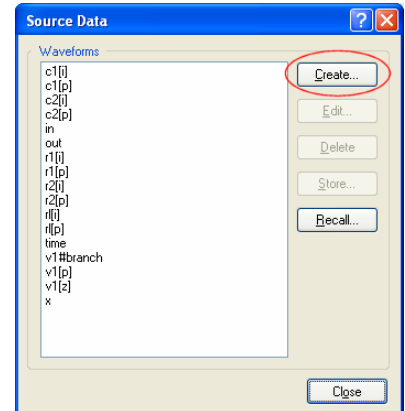 Source Data
Waveforms
c1[i]
c1[p]
c2[i]
c2[p]
in
out
r1[i]
r1[p]
r2[i]
r2[p]
rl[i]
rl[p]
time
v1#branch
v1[p]
v1[z]
x
Create...
Edit...
Delete
Store...
Recall...
Close